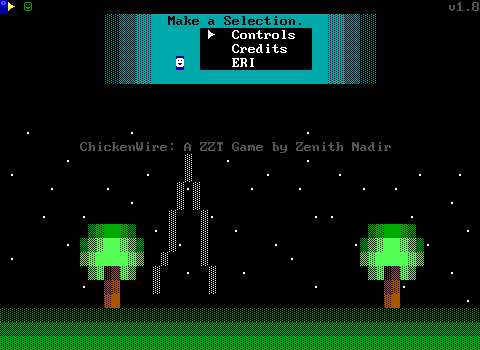 v1.8
Make a Selection.
Controls
Credits
ERI
ChickenWire: A ZZT Game by Zenith Nadir